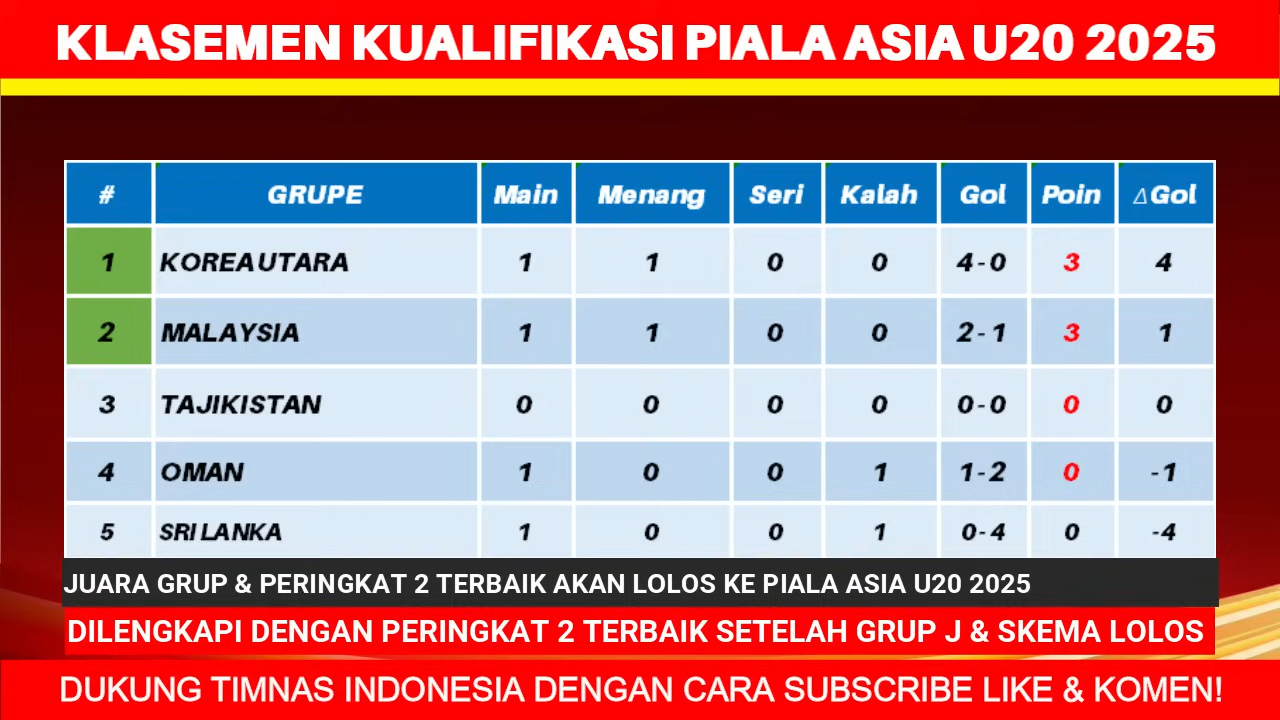 KLASEMEN KUALIFIKASI PIALA ASIA U20 2025
# GRUPE Main Menang Seri Kalah Gol Poin △Gol
1 KOREA UTARA 1 1 0 0 4-0 3 4
2 MALAYSIA 1 1 0 0 2-1 3 1
3 TAJIKISTAN 0 0 0 0 0-0 0 0
4 OMAN 1 0 0 1 1-2 0 -1
5 SRI LANKA 1 0 0 1 0-4 0 -4
JUARA GRUP & PERINGKAT 2 TERBAIK AKAN LOLOS KE PIALA ASIA U20 2025
DILENGKAPI DENGAN PERINGKAT 2 TERBAIK SETELAH GRUP J & SKEMA LOLOS
DUKUNG TIMNAS INDONESIA DENGAN CARA SUBSCRIBE LIKE & KOMEN!